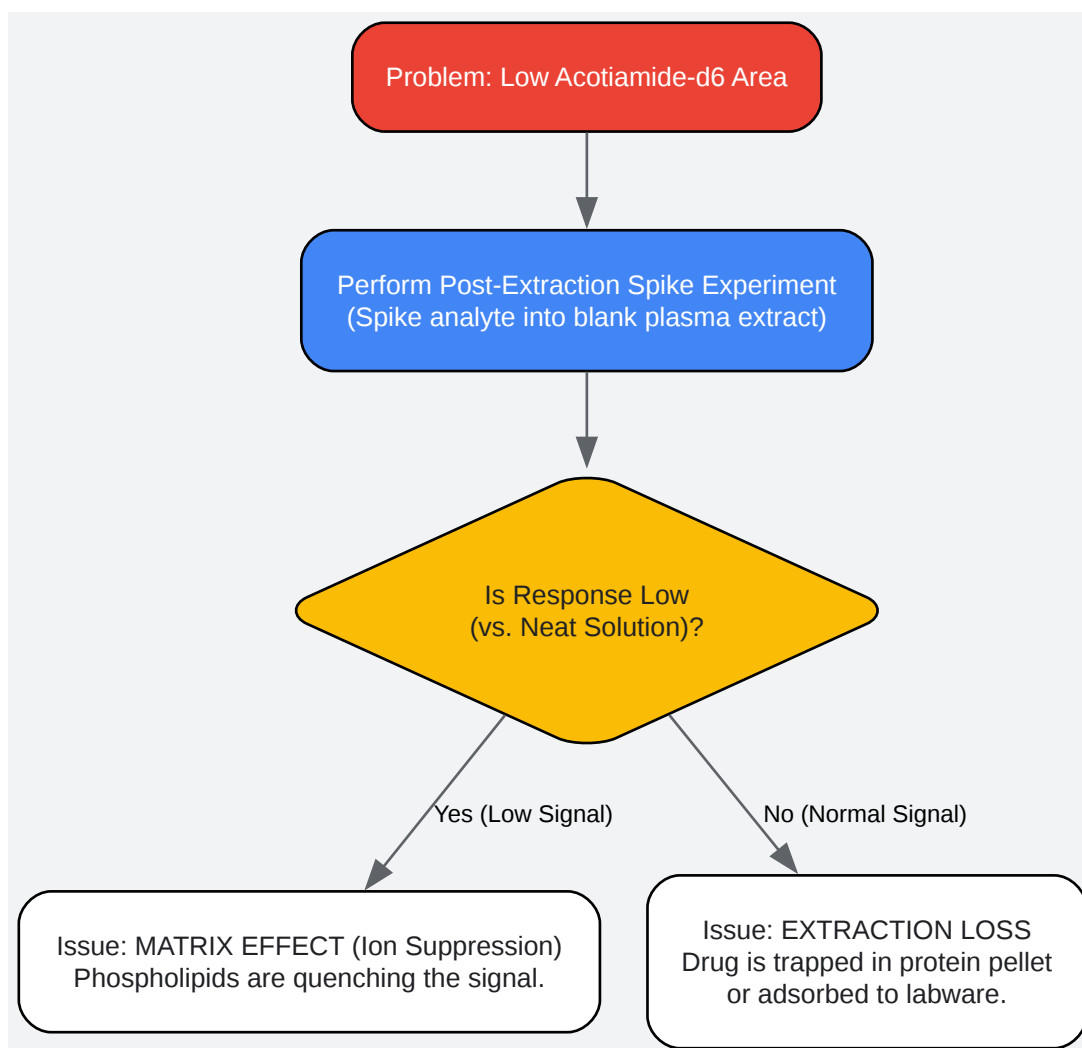 Problem: Low Acotiamide-d6 Area
Perform Post-Extraction Spike Experiment
(Spike analyte into blank plasma extract)
Is Response Low
(vs. Neat Solution)?
Yes (Low Signal)
No (Normal Signal)
Issue: MATRIX EFFECT (Ion Suppression)
Phospholipids are quenching the signal.
Issue: EXTRACTION LOSS
Drug is trapped in protein pellet
or adsorbed to labware.